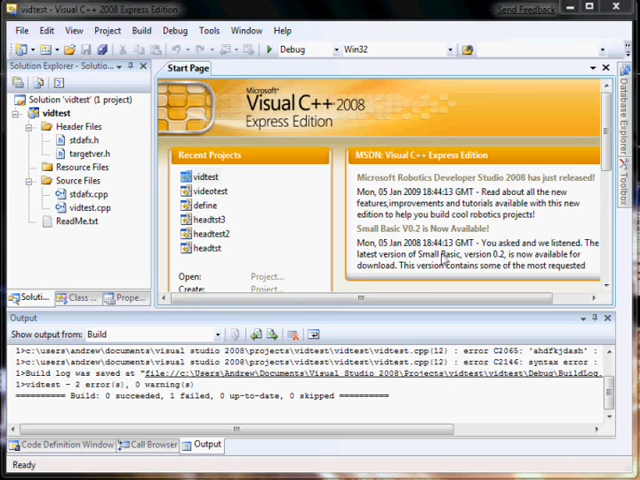 vidtest - Visual C++ 2008 Express Edition
Send Feedback
File Edit View Project Build Debug Tools Window Help
Debug Win32
Solution Explorer - Solutio...
Start Page
Solution 'vidtest' (1 project)
vidtest
Header Files
stdafx.h
targetver.h
Resource Files
Source Files
stdafx.cpp
vidtest.cpp
ReadMe.txt
Soluti... Class ... Prope...
Microsoft
Visual C++ 2008
Express Edition
Recent Projects
vidtest
videotest
define
headtst3
headtest2
headtst
Open: Project...
Create: Project...
MSDN: Visual C++ Express Edition
Microsoft Robotics Developer Studio 2008 has just released!
Mon, 05 Jan 2009 18:44:13 GMT - Read about all the new
features,improvements and tutorials available with this new
edition to help you build cool robotics projects!
Small Basic V0.2 is Now Available!
Mon, 05 Jan 2008 18:44:13 GMT - You asked and we listened. The
latest version of Small Basic, version 0.2, is now available for
download. This version contains some of the most requested
Database Explorer
Toolbox
Output
Show output from: Build
1>c:\users\andrew\documents\visual studio 2008\projects\vidtest\vidtest\vidtest.cpp(12) : error C2065: 'ahdfkjdash' :
1>c:\users\andrew\documents\visual studio 2008\projects\vidtest\vidtest\vidtest.cpp(12) : error C2146: syntax error :
1>Build log was saved at "file://c:\Users\Andrew\Documents\Visual Studio 2008\Projects\vidtest\vidtest\Debug\BuildLog.
1>vidtest - 2 error(s), 0 warning(s)
========== Build: 0 succeeded, 1 failed, 0 up-to-date, 0 skipped ==========
Code Definition Window Call Browser Output
Ready